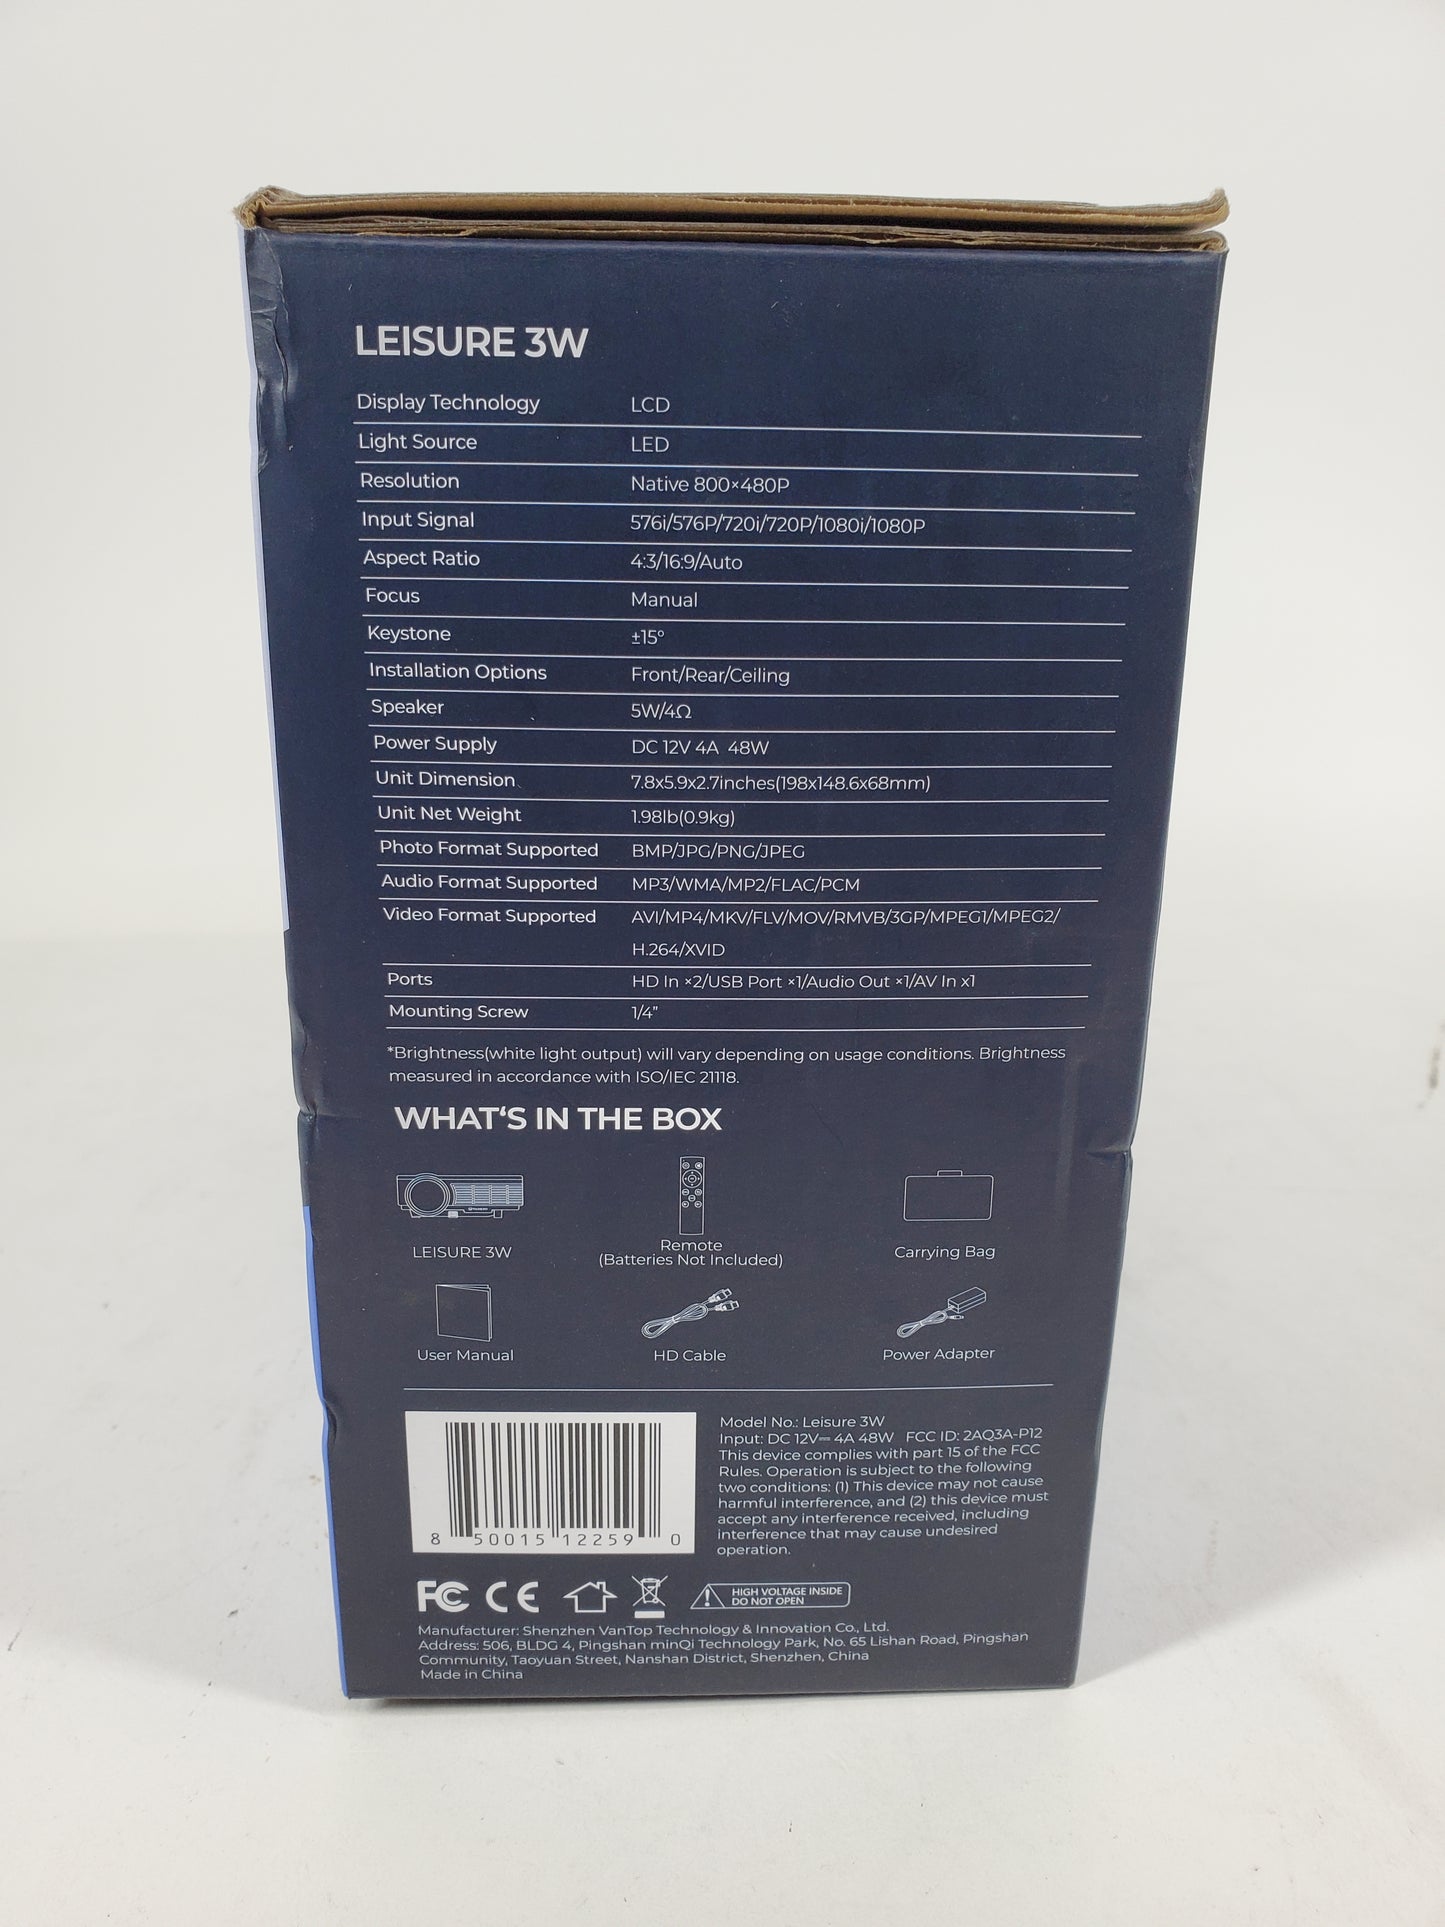 LEISURE 3W
Display Technology LCD
Light Source LED
Resolution Native 800×480P
Input Signal 576i/576P/720i/720P/1080i/1080P
Aspect Ratio 4:3/16:9/Auto
Focus Manual
Keystone ±15°
Installation Options Front/Rear/Ceiling
Speaker 5W/4Ω
Power Supply DC 12V 4A 48W
Unit Dimension 7.8x5.9x2.7inches(198x148.6x68mm)
Unit Net Weight 1.98lb(0.9kg)
Photo Format Supported BMP/JPG/PNG/JPEG
Audio Format Supported MP3/WMA/MP2/FLAC/PCM
Video Format Supported AVI/MP4/MKV/FLV/MOV/RMVB/3GP/MPEG1/MPEG2/
H.264/XVID
Ports HD In ×2/USB Port ×1/Audio Out ×1/AV In x1
Mounting Screw 1/4”
*Brightness(white light output) will vary depending on usage conditions. Brightness
measured in accordance with ISO/IEC 21118.
WHAT‘S IN THE BOX
LEISURE 3W
Remote
(Batteries Not Included)
Carrying Bag
User Manual
HD Cable
Power Adapter
8 50015 12259 0
Model No.: Leisure 3W
Input: DC 12V⎓ 4A 48W FCC ID: 2AQ3A-P12
This device complies with part 15 of the FCC
Rules. Operation is subject to the following
two conditions: (1) This device may not cause
harmful interference, and (2) this device must
accept any interference received, including
interference that may cause undesired
operation.
FC CE
HIGH VOLTAGE INSIDE
DO NOT OPEN
Manufacturer: Shenzhen VanTop Technology & Innovation Co., Ltd.
Address: 506, BLDG 4, Pingshan minQi Technology Park, No. 65 Lishan Road, Pingshan
Community, Taoyuan Street, Nanshan District, Shenzhen, China
Made in China